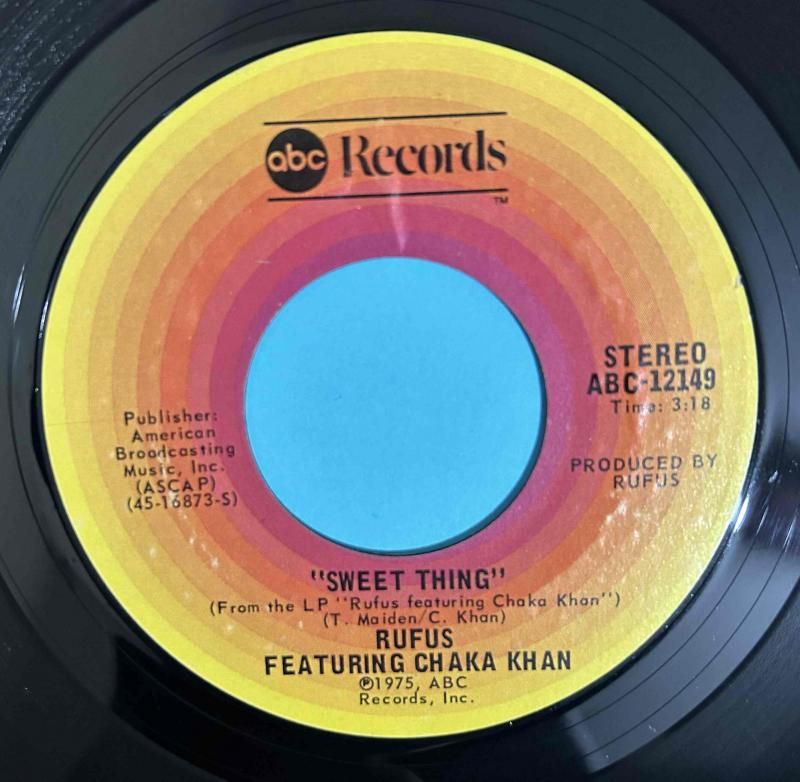 abc Records
TM
STEREO
ABC-12149
Time: 3:18
Publisher:
American
Broadcasting
Music, Inc.
(ASCAP)
(45-16873-S)
PRODUCED BY
RUFUS
"SWEET THING"
(From the LP "Rufus featuring Chaka Khan")
(T. Maiden/C. Khan)
RUFUS
FEATURING CHAKA KHAN
℗1975, ABC
Records, Inc.